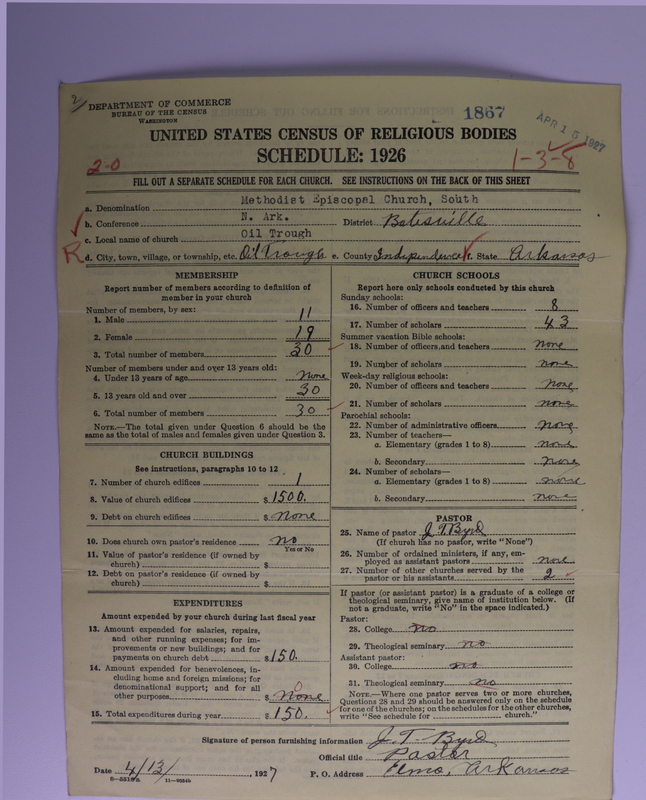 2/
DEPARTMENT OF COMMERCE
BUREAU OF THE CENSUS
WASHINGTON
1867
APR 15 1927
UNITED STATES CENSUS OF RELIGIOUS BODIES
SCHEDULE: 1926
2-0
1-3-8
FILL OUT A SEPARATE SCHEDULE FOR EACH CHURCH. SEE INSTRUCTIONS ON THE BACK OF THIS SHEET
a. Denomination Methodist Episcopel Church, South
b. Conference N. Ark. District Batesville
c. Local name of church Oil Trough
R d. City, town, village, or township, etc. Oil Trough e. County Independence f. State Arkansas
MEMBERSHIP
Report number of members according to definition of
member in your church
Number of members, by sex:
1. Male 11
2. Female 19
3. Total number of members 30
Number of members under and over 13 years old:
4. Under 13 years of age None
5. 13 years old and over 30
6. Total number of members 30
NOTE.—The total given under Question 6 should be the
same as the total of males and females given under Question 3.
CHURCH BUILDINGS
See instructions, paragraphs 10 to 12
7. Number of church edifices 1
8. Value of church edifices $ 1500.
9. Debt on church edifices $ None
10. Does church own pastor's residence? no
Yes or No
11. Value of pastor's residence (if owned by
church) $
12. Debt on pastor's residence (if owned by
church) $
EXPENDITURES
Amount expended by your church during last fiscal year
13. Amount expended for salaries, repairs,
and other running expenses; for im-
provements or new buildings; and for
payments on church debt $ 150.
14. Amount expended for benevolences, in-
cluding home and foreign missions; for
denominational support; and for all
other purposes $ None 0
15. Total expenditures during year $ 150.
CHURCH SCHOOLS
Report here only schools conducted by this church
Sunday schools:
16. Number of officers and teachers 8
17. Number of scholars 43
Summer vacation Bible schools:
18. Number of officers and teachers none
19. Number of scholars none
Week-day religious schools:
20. Number of officers and teachers none
21. Number of scholars none
Parochial schools:
22. Number of administrative officers none
23. Number of teachers—
a. Elementary (grades 1 to 8) none
b. Secondary none
24. Number of scholars—
a. Elementary (grades 1 to 8) none
b. Secondary none
PASTOR
25. Name of pastor J T Byrd
(If church has no pastor, write "None")
26. Number of ordained ministers, if any, em-
ployed as assistant pastors none
27. Number of other churches served by the
pastor or his assistants 2
If pastor (or assistant pastor) is a graduate of a college or
theological seminary, give name of institution below. (If
not a graduate, write "No" in the space indicated.)
Pastor:
28. College no
29. Theological seminary no
Assistant pastor:
30. College no
31. Theological seminary no
NOTE.—Where one pastor serves two or more churches,
Questions 28 and 29 should be answered only on the schedule
for one of the churches; on the schedules for the other churches,
write "See schedule for church."
Signature of person furnishing information J. T. Byrd
Official title Pastor
Date 4/13/, 1927 P. O. Address Elmo, Arkansas